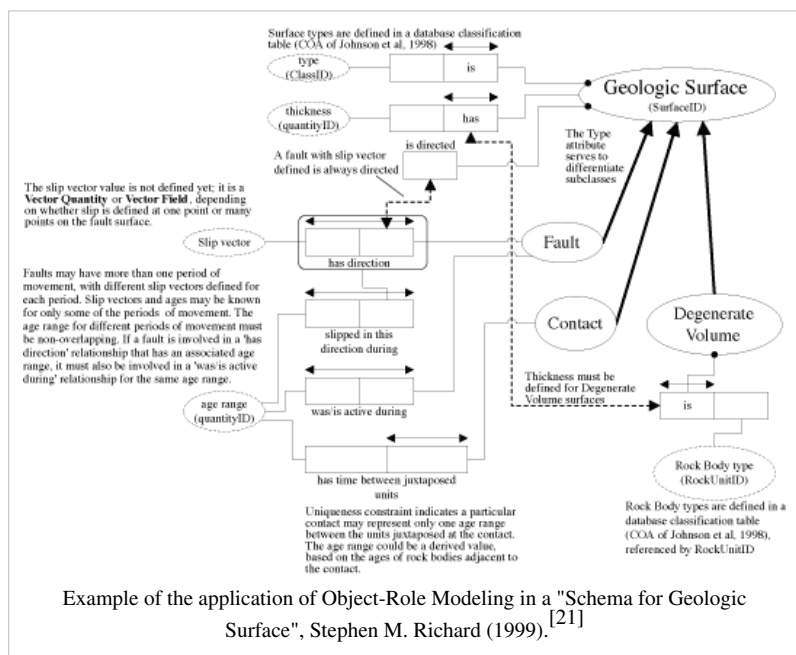 Surface types are defined in a database classification
table (COA of Johnson et al, 1998)
type
(ClassID)
is
Geologic Surface
(SurfaceID)
thickness
(quantityID)
has
is directed
The Type
attribute
serves to
differentiate
subclasses
A fault with slip vector
defined is always directed
The slip vector value is not defined yet; it is a
Vector Quantity or Vector Field, depending
on whether slip is defined at one point or many
points on the fault surface.
Slip vector
has direction
Fault
Faults may have more than one period of
movement, with different slip vectors defined for
each period. Slip vectors and ages may be known
for only some of the periods of movement. The
age range for different periods of movement must
be non-overlapping. If a fault is involved in a 'has
direction' relationship that has an associated age
range, it must also be involved in a 'was/is active
during' relationship for the same age range.
slipped in this
direction during
Contact
Degenerate
Volume
Thickness must be
defined for Degenerate
Volume surfaces
is
age range
(quantityID)
was/is active during
has time between juxtaposed
units
Rock Body type
(RockUnitID)
Uniqueness constraint indicates a particular
contact may represent only one age range
between the units juxtaposed at the contact.
The age range could be a derived value,
based on the ages of rock bodies adjacent to
the contact.
Rock Body types are defined in a
database classification table
(COA of Johnson et al, 1998),
referenced by RockUnitID
Example of the application of Object-Role Modeling in a "Schema for Geologic
Surface", Stephen M. Richard (1999).[21]